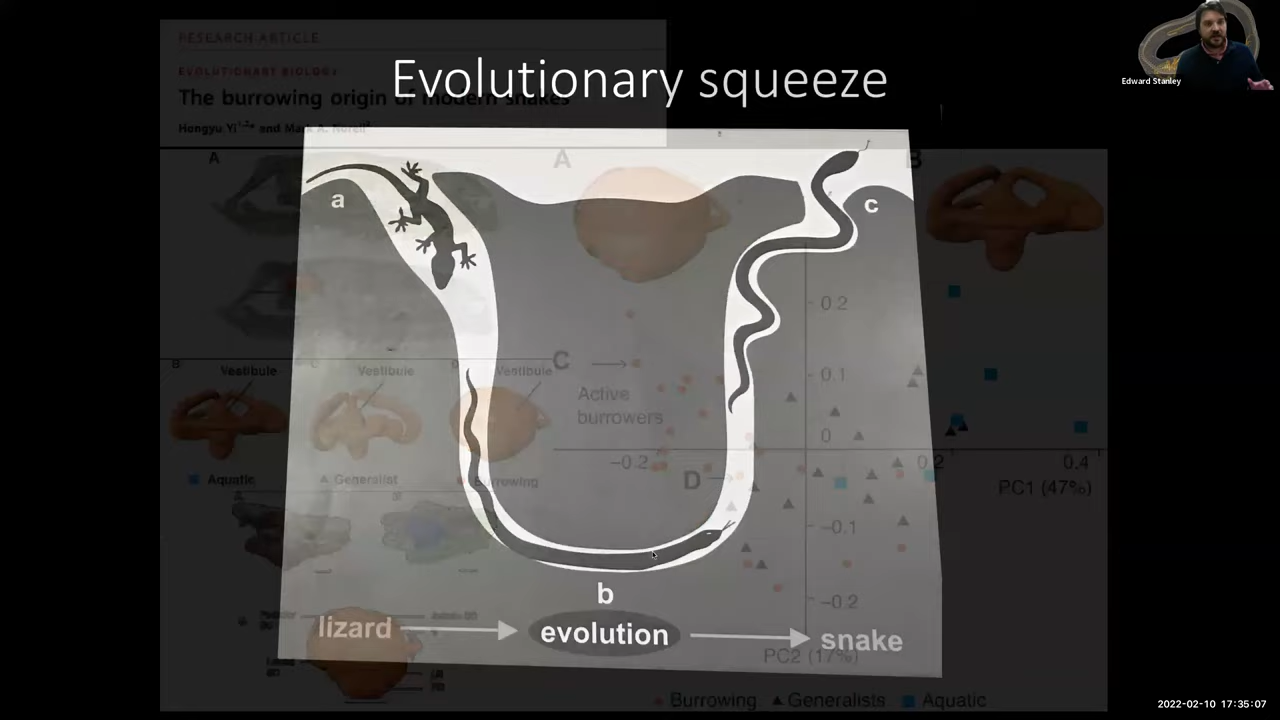 RESEARCH ARTICLE
EVOLUTIONARY BIOLOGY
Evolutionary squeeze
The burrowing origin of modern snakes
Hongyu Yi and Mark A. Norell
Edward Stanley
A
A
B
a
c
0.2
C
Active
burrowers
0.1
B
Vestibule
Vestibule
Vestibule
0
-0.2
0.2
0.4
D
PC1 (47%)
Aquatic
Generalist
Burrowing
-0.1
b
-0.2
lizard
evolution
snake
PC2 (17%)
Burrowing
Generalists
Aquatic
2022-02-10 17:35:07